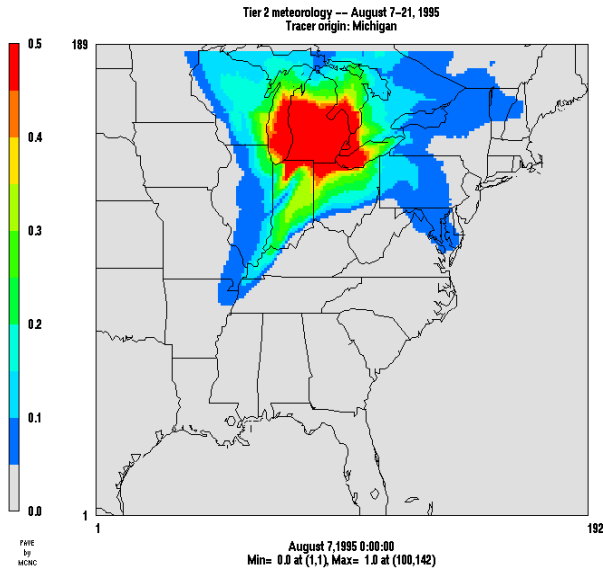 Tier 2 meteorology -- August 7-21, 1995
Tracer origin: Michigan
0.5
0.4
0.3
0.2
0.1
0.0
189
1
1
192
PAVE
by
MCNC
August 7,1995 0:00:00
Min= 0.0 at (1,1), Max= 1.0 at (100,142)